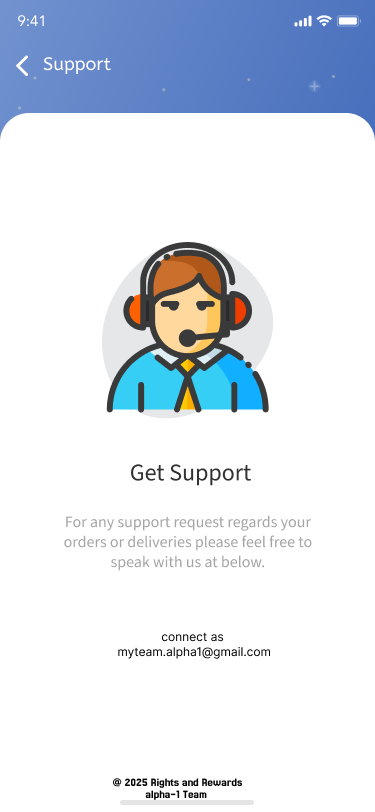 9:41
Support
Get Support
For any support request regards your
orders or deliveries please feel free to
speak with us at below.
connect as
myteam.alpha1@gmail.com
@ 2025 Rights and Rewards
alpha-1 Team